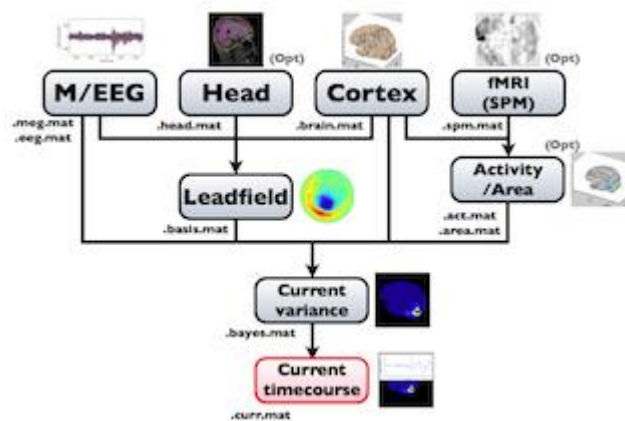 (Opt)
(Opt)
M/EEG
Head
Cortex
fMRI
(SPM)
.meg.mat
.eeg.mat
.head.mat
.brain.mat
.spm.mat
(Opt)
Leadfield
Activity
/Area
.basis.mat
.act.mat
.area.mat
Current
variance
.bayes.mat
Current
timecourse
.curr.mat